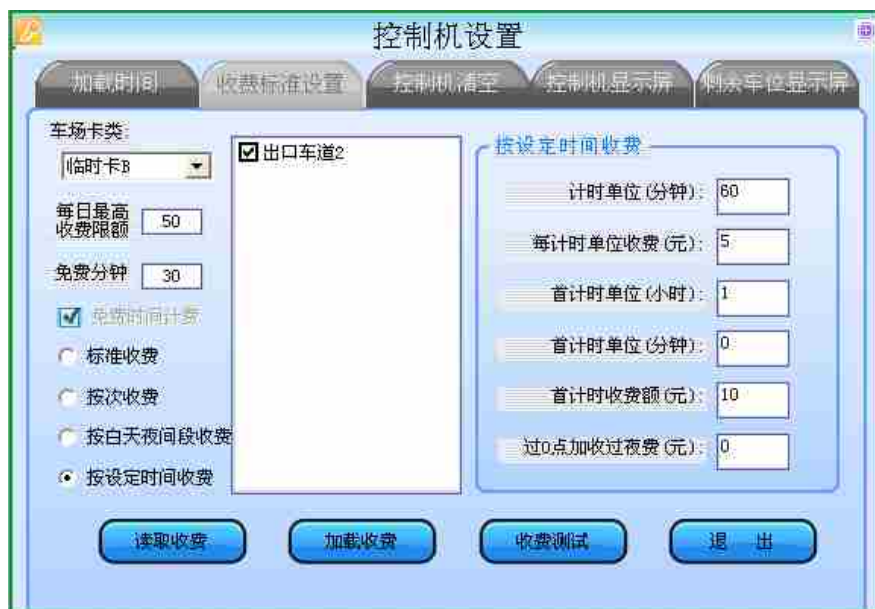 控制机设置
加载时间
收费标准设置
控制机清空
控制机显示屏
剩余车位显示屏
车场卡类:
临时卡B
每日最高
收费限额
50
免费分钟
30
免费时间计费
标准收费
按次收费
按白天夜间段收费
按设定时间收费
出口车道2
按设定时间收费
计时单位(分钟):
60
每计时单位收费(元):
5
首计时单位(小时):
1
首计时单位(分钟):
0
首计时收费额(元):
10
过0点加收过夜费(元):
0
读取收费
加载收费
收费测试
退 出